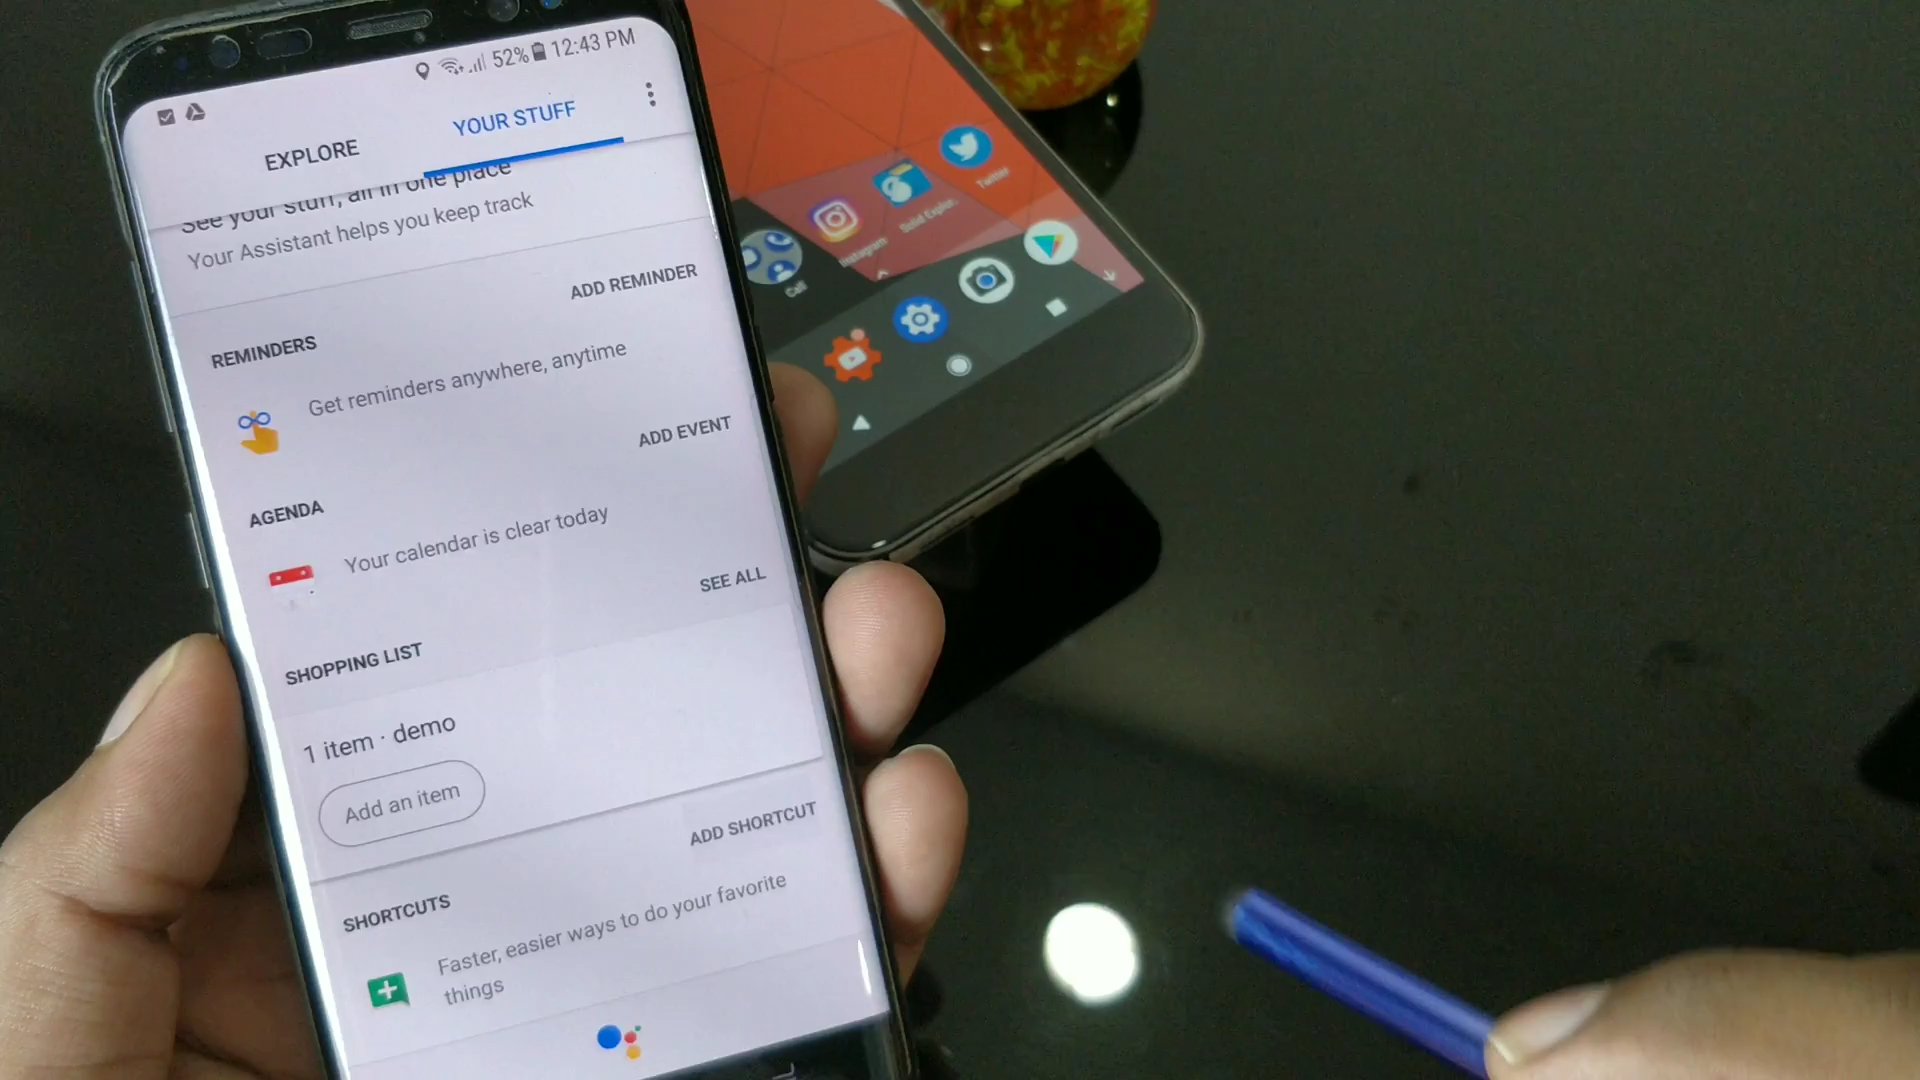 52% 12:43 PM
EXPLORE
YOUR STUFF
See your stuff, all in one place
Your Assistant helps you keep track
ADD REMINDER
REMINDERS
Get reminders anywhere, anytime
ADD EVENT
AGENDA
Your calendar is clear today
SEE ALL
SHOPPING LIST
1 item · demo
Add an item
ADD SHORTCUT
SHORTCUTS
Faster, easier ways to do your favorite
things
Twitter
Solid Explor..
Instagram
Call